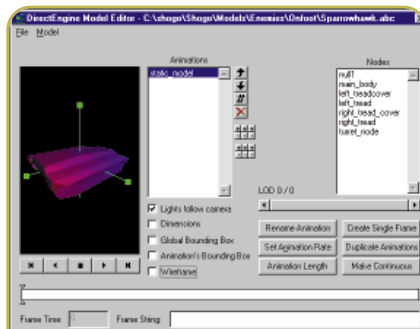 DirectEngine Model Editor - C:\shogo\Shogo\Models\Enemies\Onfoot\Sparrowhawk.abc
File Model
Animations
static_model
Nodes
null1
main_body
left_treadcover
left_tread
right_tread_cover
right_tread
turret_node
LOD 0 / 0
Lights follow camera
Dimensions
Global Bounding Box
Animation's Bounding Box
Wireframe
Rename Animation
Create Single Frame
Set Animation Rate
Duplicate Animations
Animation Length
Make Continuous
Frame Time:
Frame String: